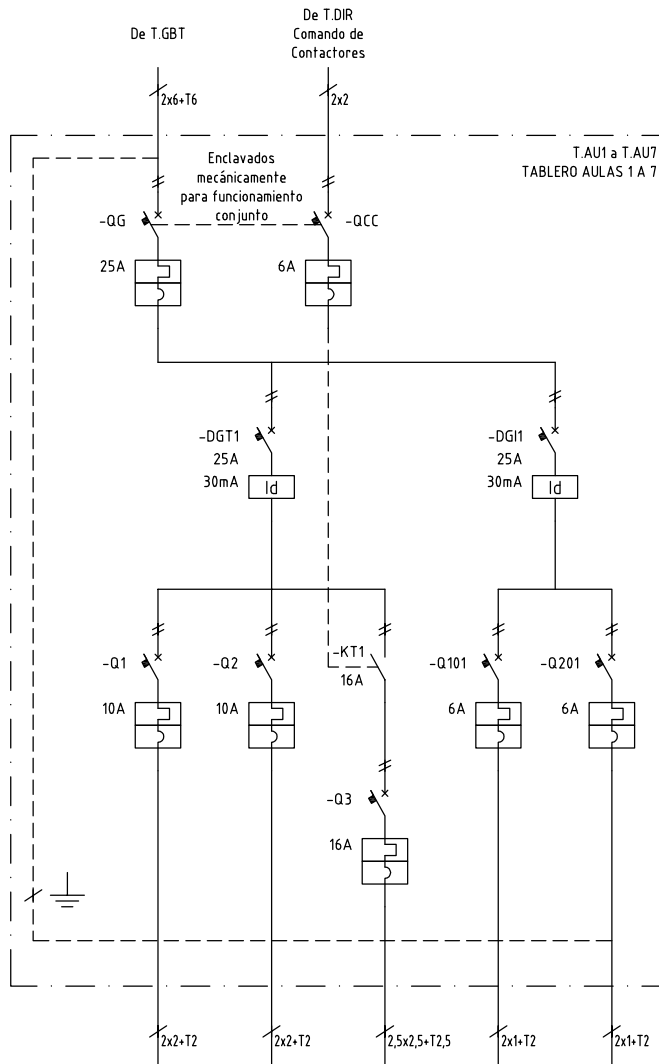 De T.GBT
De T.DIR
Comando de
Contactores
2x6+T6
2x2
T.AU1 a T.AU7
TABLERO AULAS 1 A 7
Enclavados
mecánicamente
para funcionamiento
conjunto
-QG
-QCC
25A
6A
-DGT1
25A
30mA
Id
-DGI1
25A
30mA
Id
-Q1
-Q2
-KT1
16A
-Q101
-Q201
10A
10A
6A
6A
-Q3
16A
2x2+T2
2x2+T2
2,5x2,5+T2,5
2x1+T2
2x1+T2